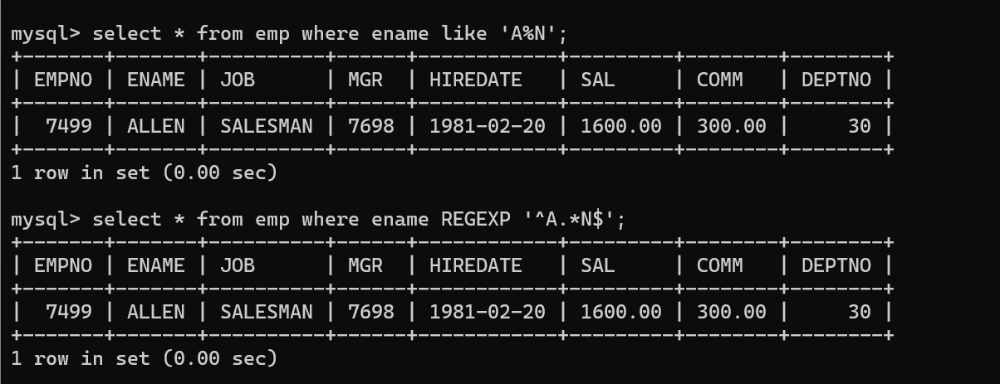 mysql> select * from emp where ename like 'A%N';
+-------+-------+----------+------+------------+---------+--------+--------+
| EMPNO | ENAME | JOB      | MGR  | HIREDATE   | SAL     | COMM   | DEPTNO |
+-------+-------+----------+------+------------+---------+--------+--------+
|  7499 | ALLEN | SALESMAN | 7698 | 1981-02-20 | 1600.00 | 300.00 |     30 |
+-------+-------+----------+------+------------+---------+--------+--------+
1 row in set (0.00 sec)

mysql> select * from emp where ename REGEXP '^A.*N$';
+-------+-------+----------+------+------------+---------+--------+--------+
| EMPNO | ENAME | JOB      | MGR  | HIREDATE   | SAL     | COMM   | DEPTNO |
+-------+-------+----------+------+------------+---------+--------+--------+
|  7499 | ALLEN | SALESMAN | 7698 | 1981-02-20 | 1600.00 | 300.00 |     30 |
+-------+-------+----------+------+------------+---------+--------+--------+
1 row in set (0.00 sec)